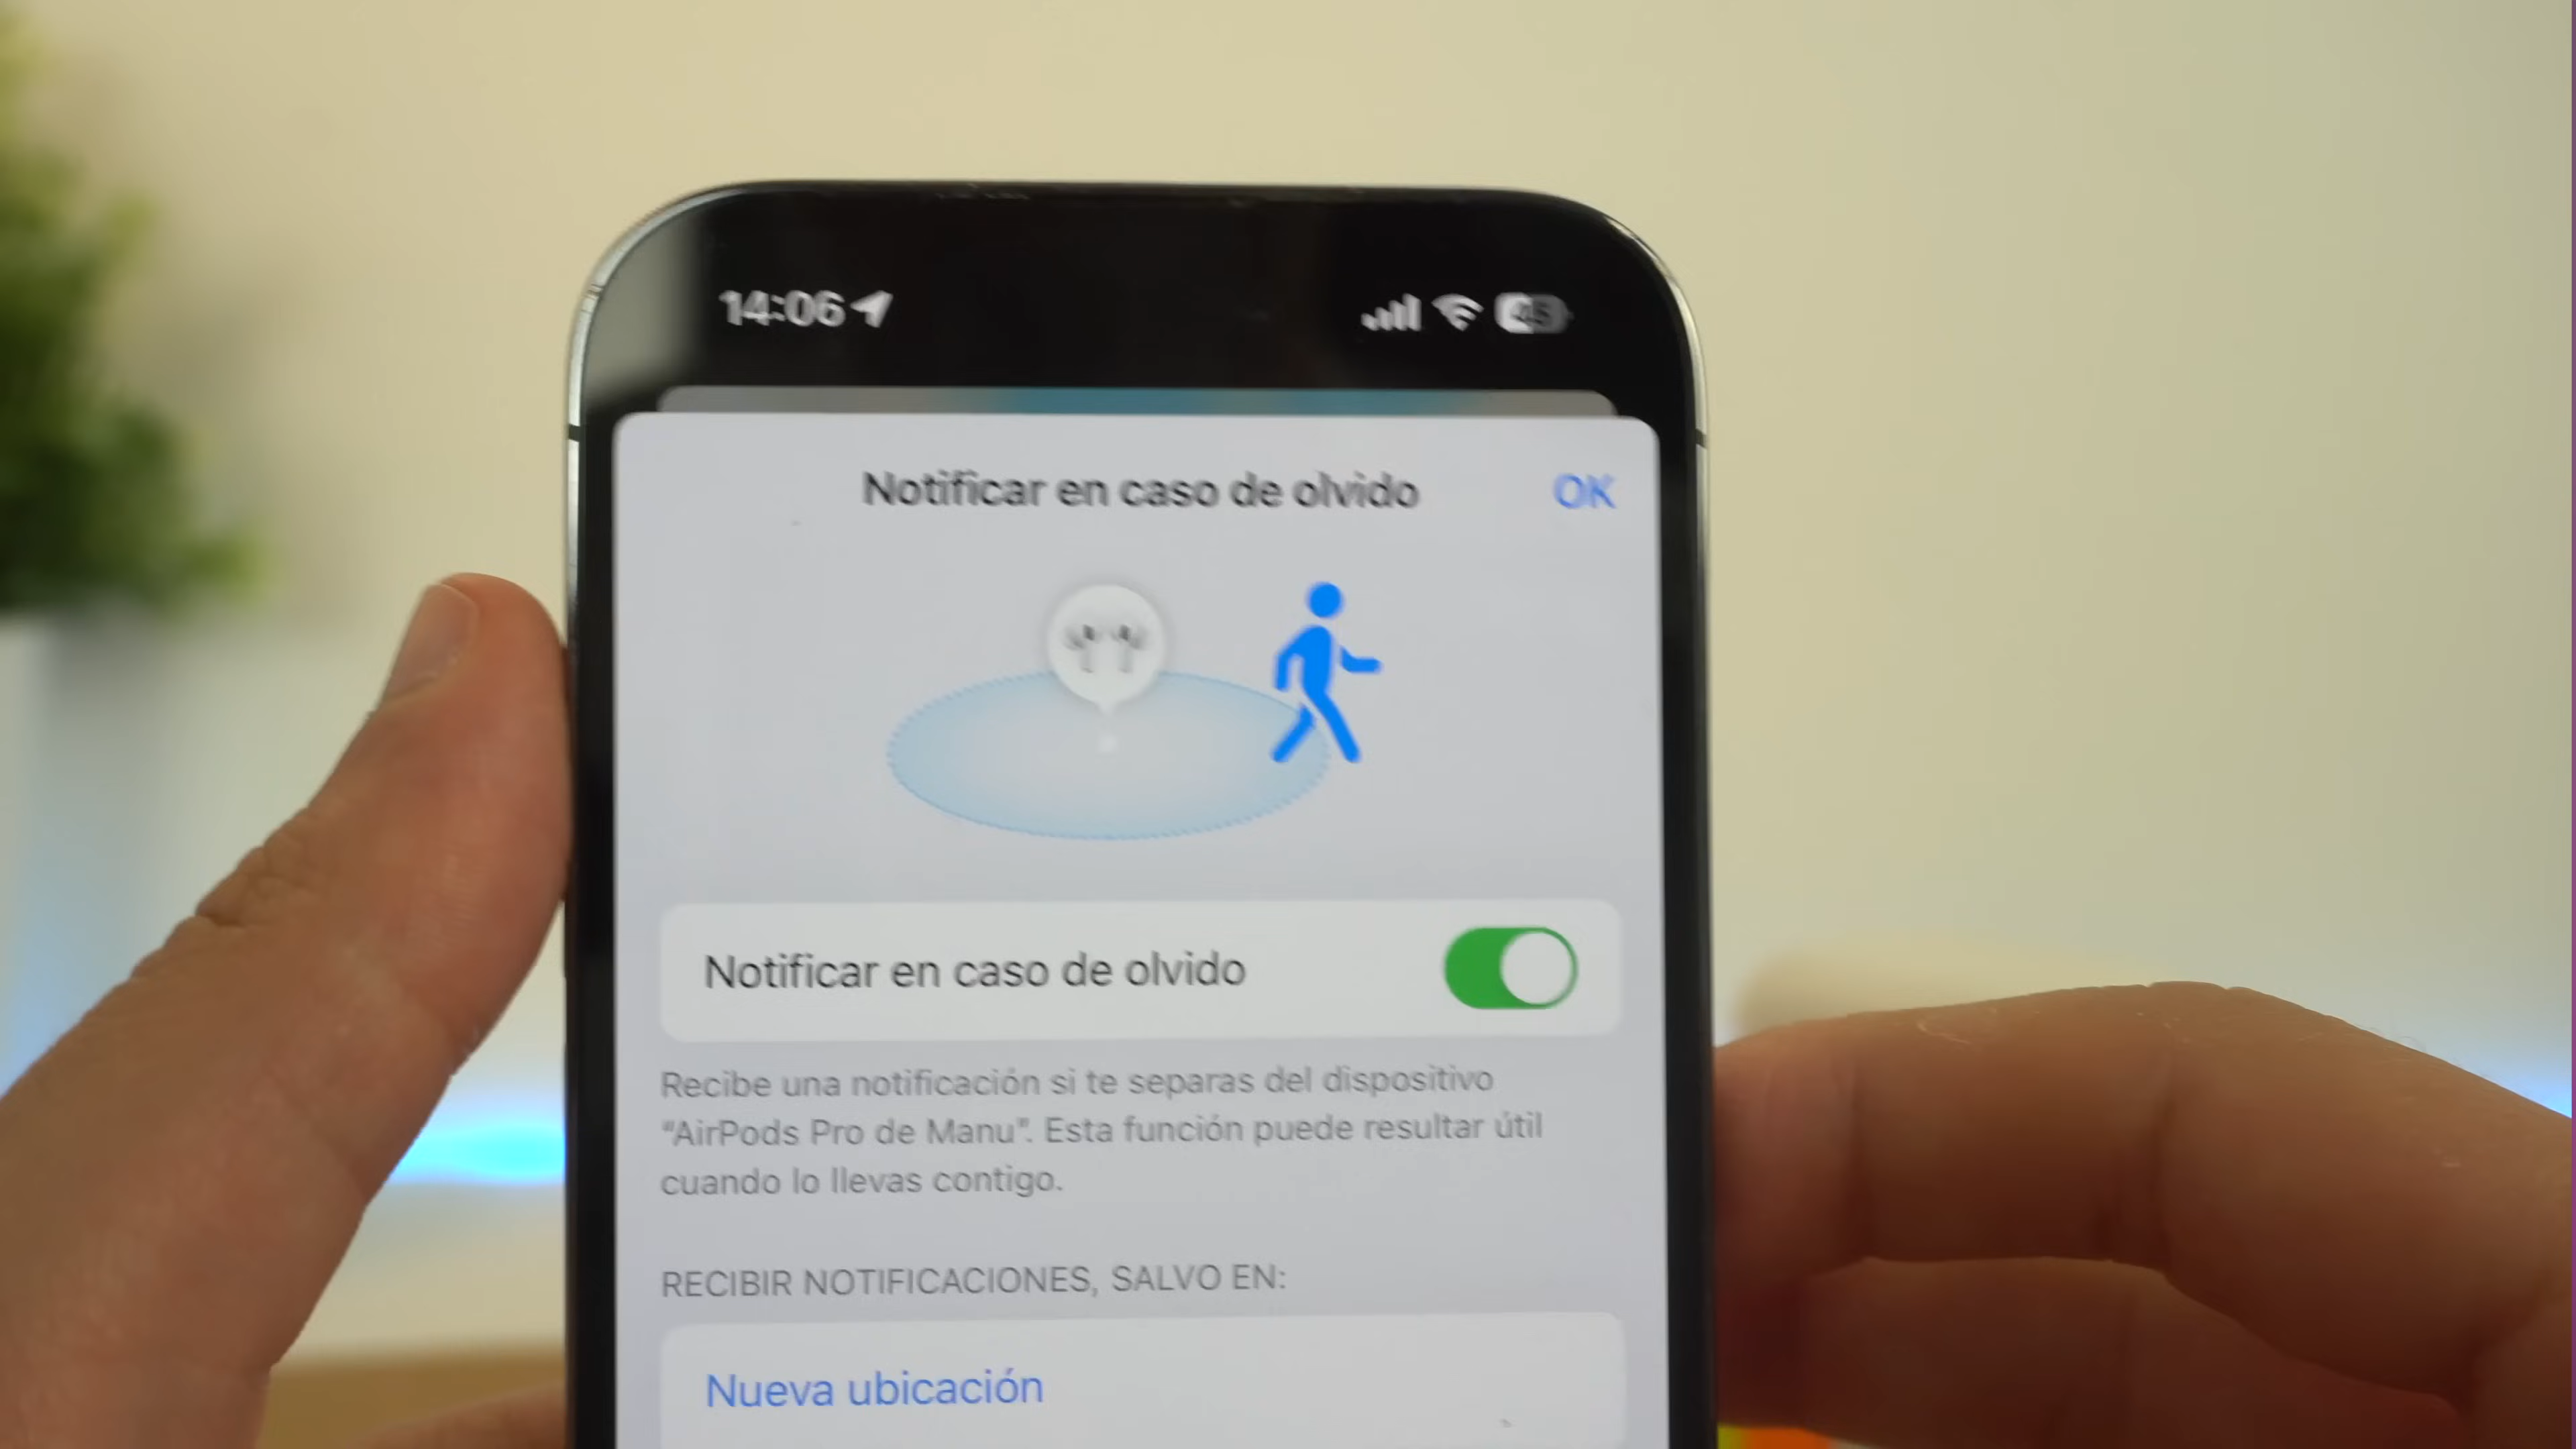 14:06
45
Notificar en caso de olvido
OK
Notificar en caso de olvido
Recibe una notificación si te separas del dispositivo
“AirPods Pro de Manu”. Esta función puede resultar útil
cuando lo llevas contigo.
RECIBIR NOTIFICACIONES, SALVO EN:
Nueva ubicación